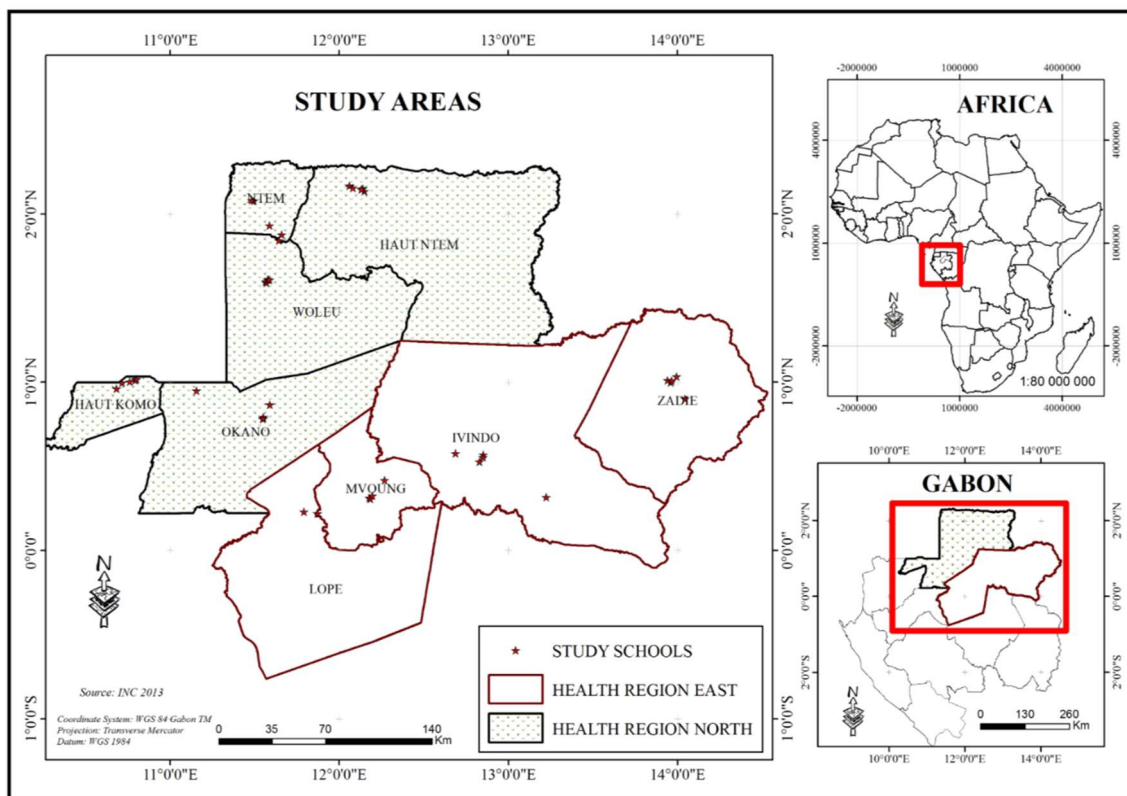 11°0'0"E 12°0'0"E 13°0'0"E 14°0'0"E
STUDY AREAS
2°0'0"N
1°0'0"N
0°0'0"
1°0'0"S
NTEM
HAUT NTEM
WOLEU
HAUT KOMO
OKANO
ZADIE
IVINDO
MVOUNG
LOPE
N
Source: INC 2013
Coordinate System: WGS 84 Gabon TM
Projection: Transverse Mercator
Datum: WGS 1984
0 35 70 140
Km
STUDY SCHOOLS
HEALTH REGION EAST
HEALTH REGION NORTH
2°0'0"N
1°0'0"N
0°0'0"
1°0'0"S
11°0'0"E 12°0'0"E 13°0'0"E 14°0'0"E
-2000000 1000000 4000000
AFRICA
4000000
1000000
-2000000
N
1:80 000 000
4000000
1000000
-2000000
-2000000 1000000 4000000
10°0'0"E 12°0'0"E 14°0'0"E
GABON
2°0'0"N
0°0'0"
2°0'0"S
N
0 130 260
Km
2°0'0"N
0°0'0"
2°0'0"S
10°0'0"E 12°0'0"E 14°0'0"E